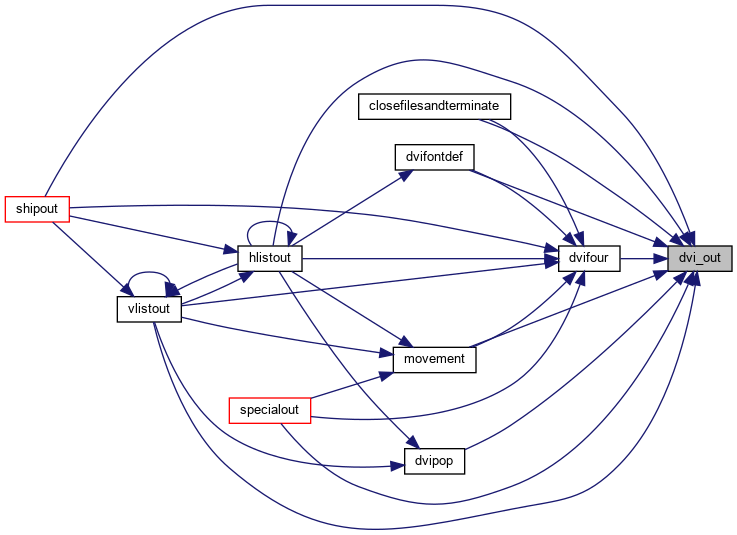 closefilesandterminate
dvifontdef
shipout
hlistout
dvifour
dvi_out
vlistout
movement
specialout
dvipop